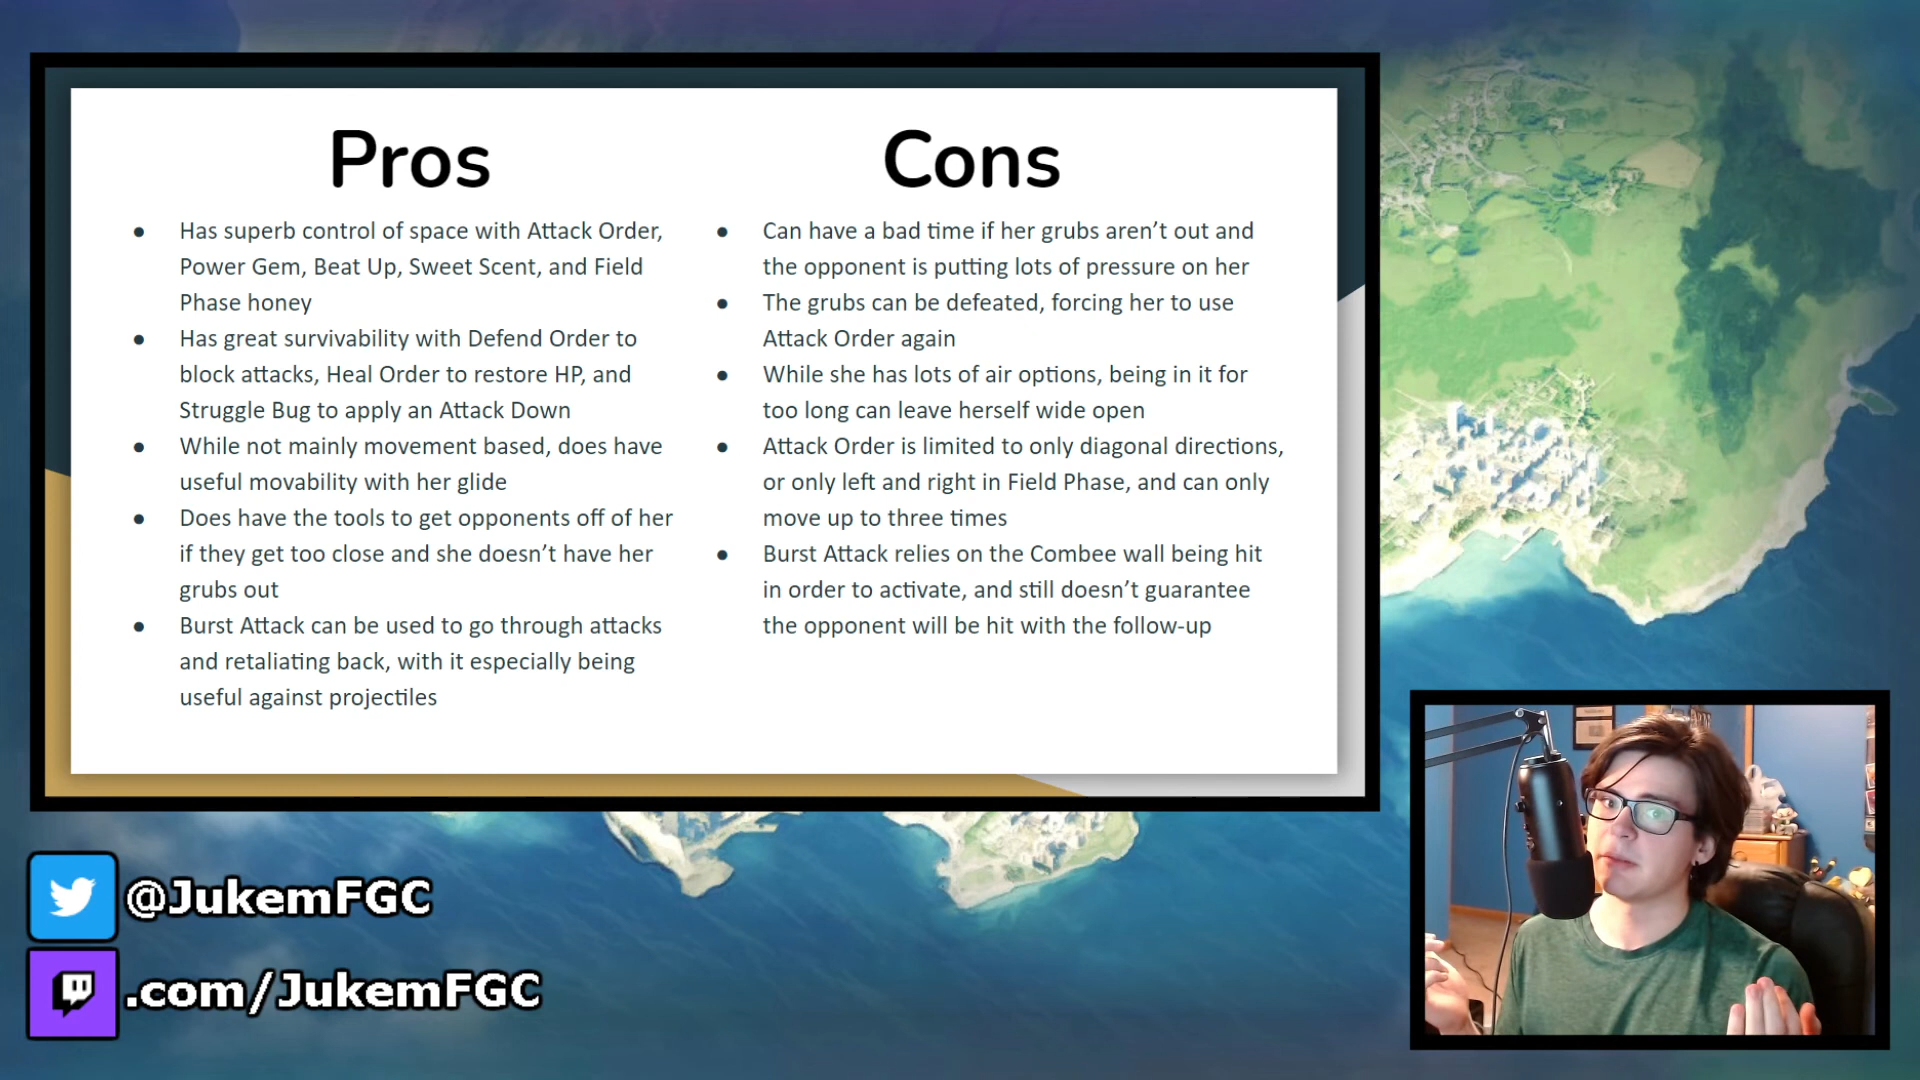 Pros
Has superb control of space with Attack Order,
Power Gem, Beat Up, Sweet Scent, and Field
Phase honey
Has great survivability with Defend Order to
block attacks, Heal Order to restore HP, and
Struggle Bug to apply an Attack Down
While not mainly movement based, does have
useful movability with her glide
Does have the tools to get opponents off of her
if they get too close and she doesn’t have her
grubs out
Burst Attack can be used to go through attacks
and retaliating back, with it especially being
useful against projectiles
Cons
Can have a bad time if her grubs aren’t out and
the opponent is putting lots of pressure on her
The grubs can be defeated, forcing her to use
Attack Order again
While she has lots of air options, being in it for
too long can leave herself wide open
Attack Order is limited to only diagonal directions,
or only left and right in Field Phase, and can only
move up to three times
Burst Attack relies on the Combee wall being hit
in order to activate, and still doesn’t guarantee
the opponent will be hit with the follow-up
@JukemFGC
.com/JukemFGC